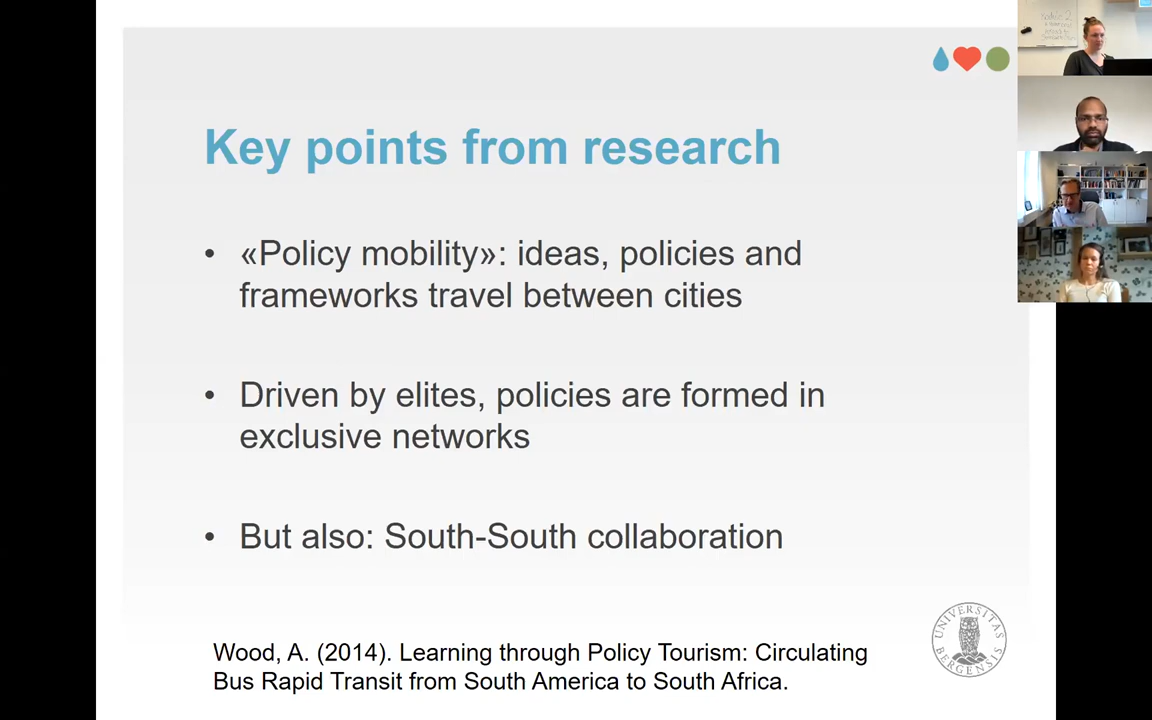 Key points from research
• «Policy mobility»: ideas, policies and
frameworks travel between cities
• Driven by elites, policies are formed in
exclusive networks
• But also: South-South collaboration
Wood, A. (2014). Learning through Policy Tourism: Circulating
Bus Rapid Transit from South America to South Africa.
UNIVERSITAS
BERGENSIS